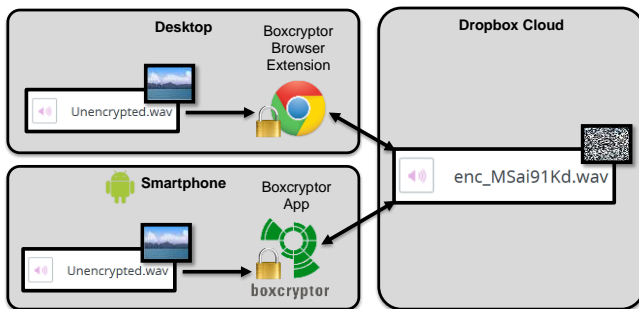 Desktop
Boxcryptor
Browser
Extension
Unencrypted.wav
Smartphone
Boxcryptor
App
Unencrypted.wav
boxcryptor
Dropbox Cloud
enc_MSai91Kd.wav